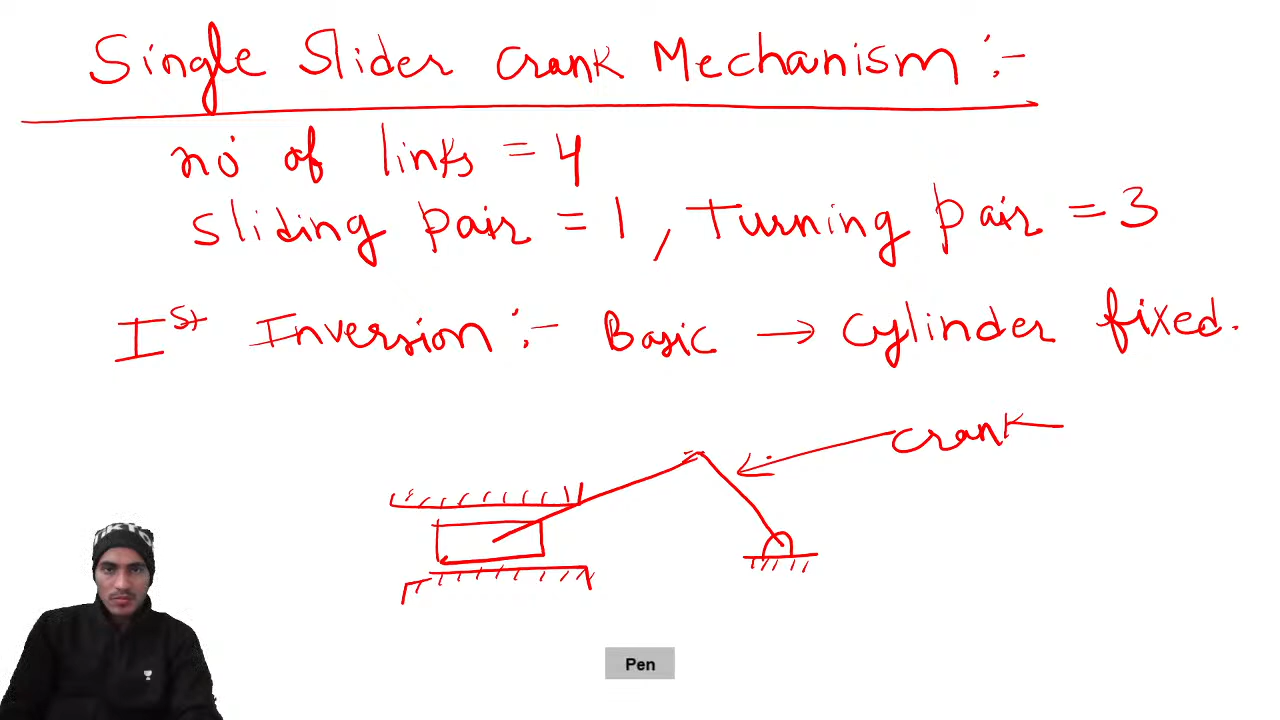 Single Slider Crank Mechanism :-
no of links = 4
sliding pair = 1, Turning pair = 3
Ist Inversion :- Basic → Cylinder fixed.
crank
Pen